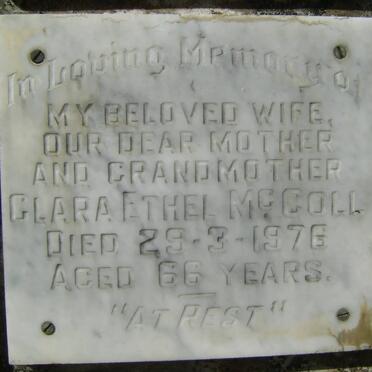 In Loving Memory of
MY BELOVED WIFE,
OUR DEAR MOTHER
AND GRANDMOTHER
CLARA ETHEL McCOLL
DIED 29-3-1976
AGED 66 YEARS.
"AT REST"